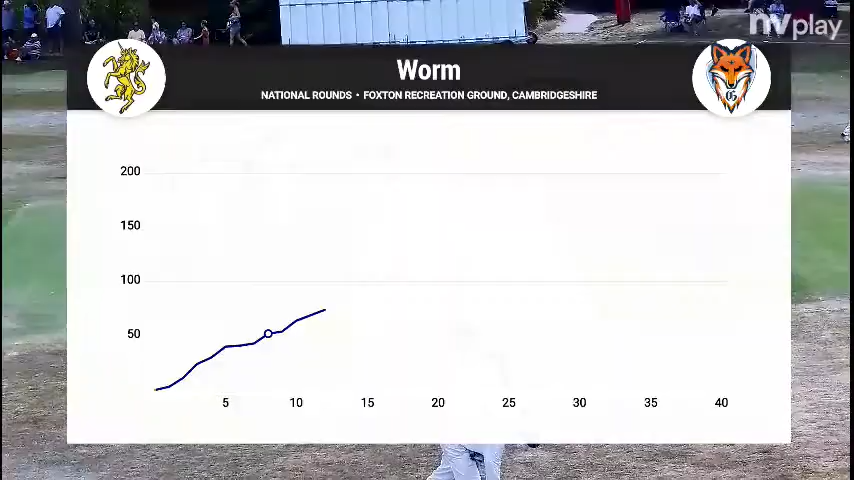 nvplay
Worm
NATIONAL ROUNDS • FOXTON RECREATION GROUND, CAMBRIDGESHIRE
G
200
150
100
50
5 10 15 20 25 30 35 40